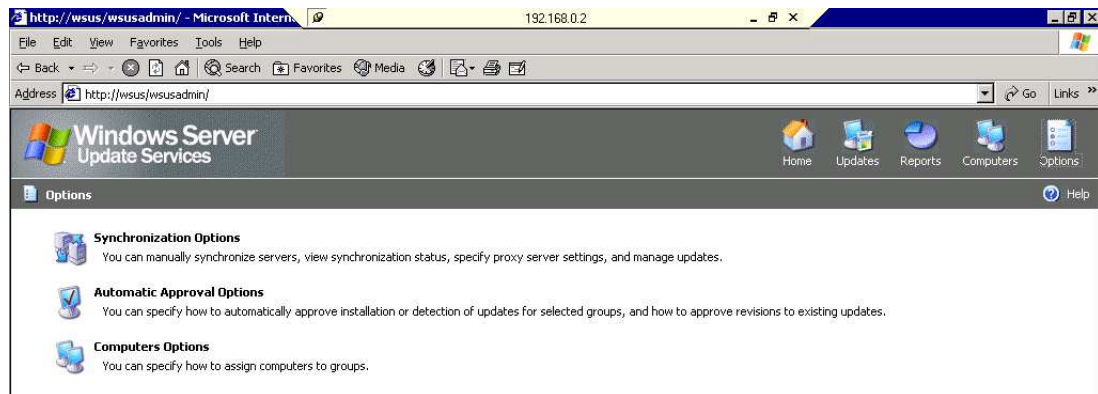 http://wsus/wsusadmin/ - Microsoft Intern
192.168.0.2
File Edit View Favorites Tools Help
Back Search Favorites Media
Address http://wsus/wsusadmin/ Go Links »
Windows Server
Update Services
Home Updates Reports Computers Options
Options Help
Synchronization Options
You can manually synchronize servers, view synchronization status, specify proxy server settings, and manage updates.
Automatic Approval Options
You can specify how to automatically approve installation or detection of updates for selected groups, and how to approve revisions to existing updates.
Computers Options
You can specify how to assign computers to groups.